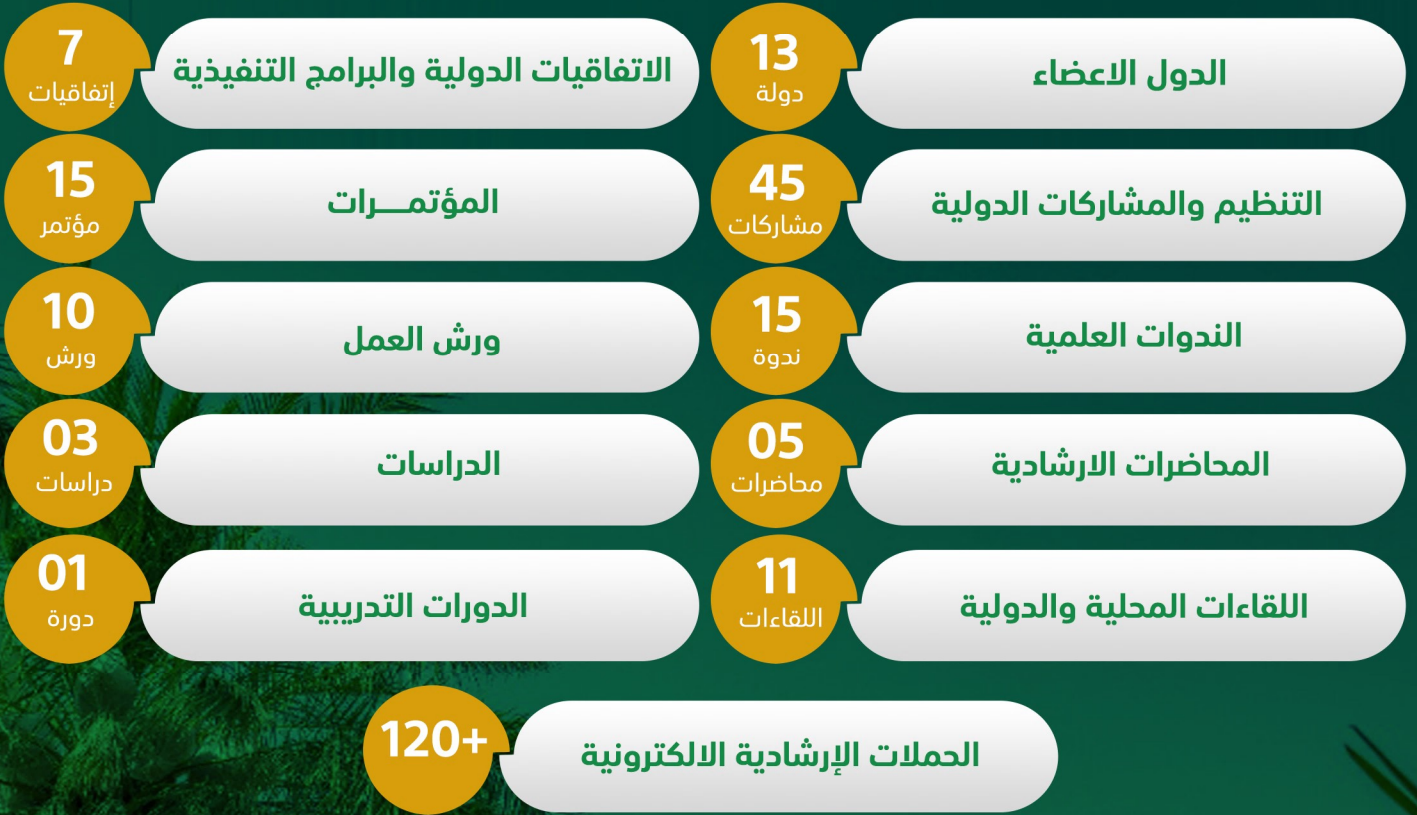 الدول الاعضاء
13
دولة
الاتفاقيات الدولية والبرامج التنفيذية
7
إتفاقيات
التنظيم والمشاركات الدولية
45
مشاركات
المؤتمـــرات
15
مؤتمر
الندوات العلمية
15
ندوة
ورش العمل
10
ورش
المحاضرات الارشادية
05
محاضرات
الدراسات
03
دراسات
اللقاءات المحلية والدولية
11
اللقاءات
الدورات التدريبية
01
دورة
الحملات الإرشادية الالكترونية
120+